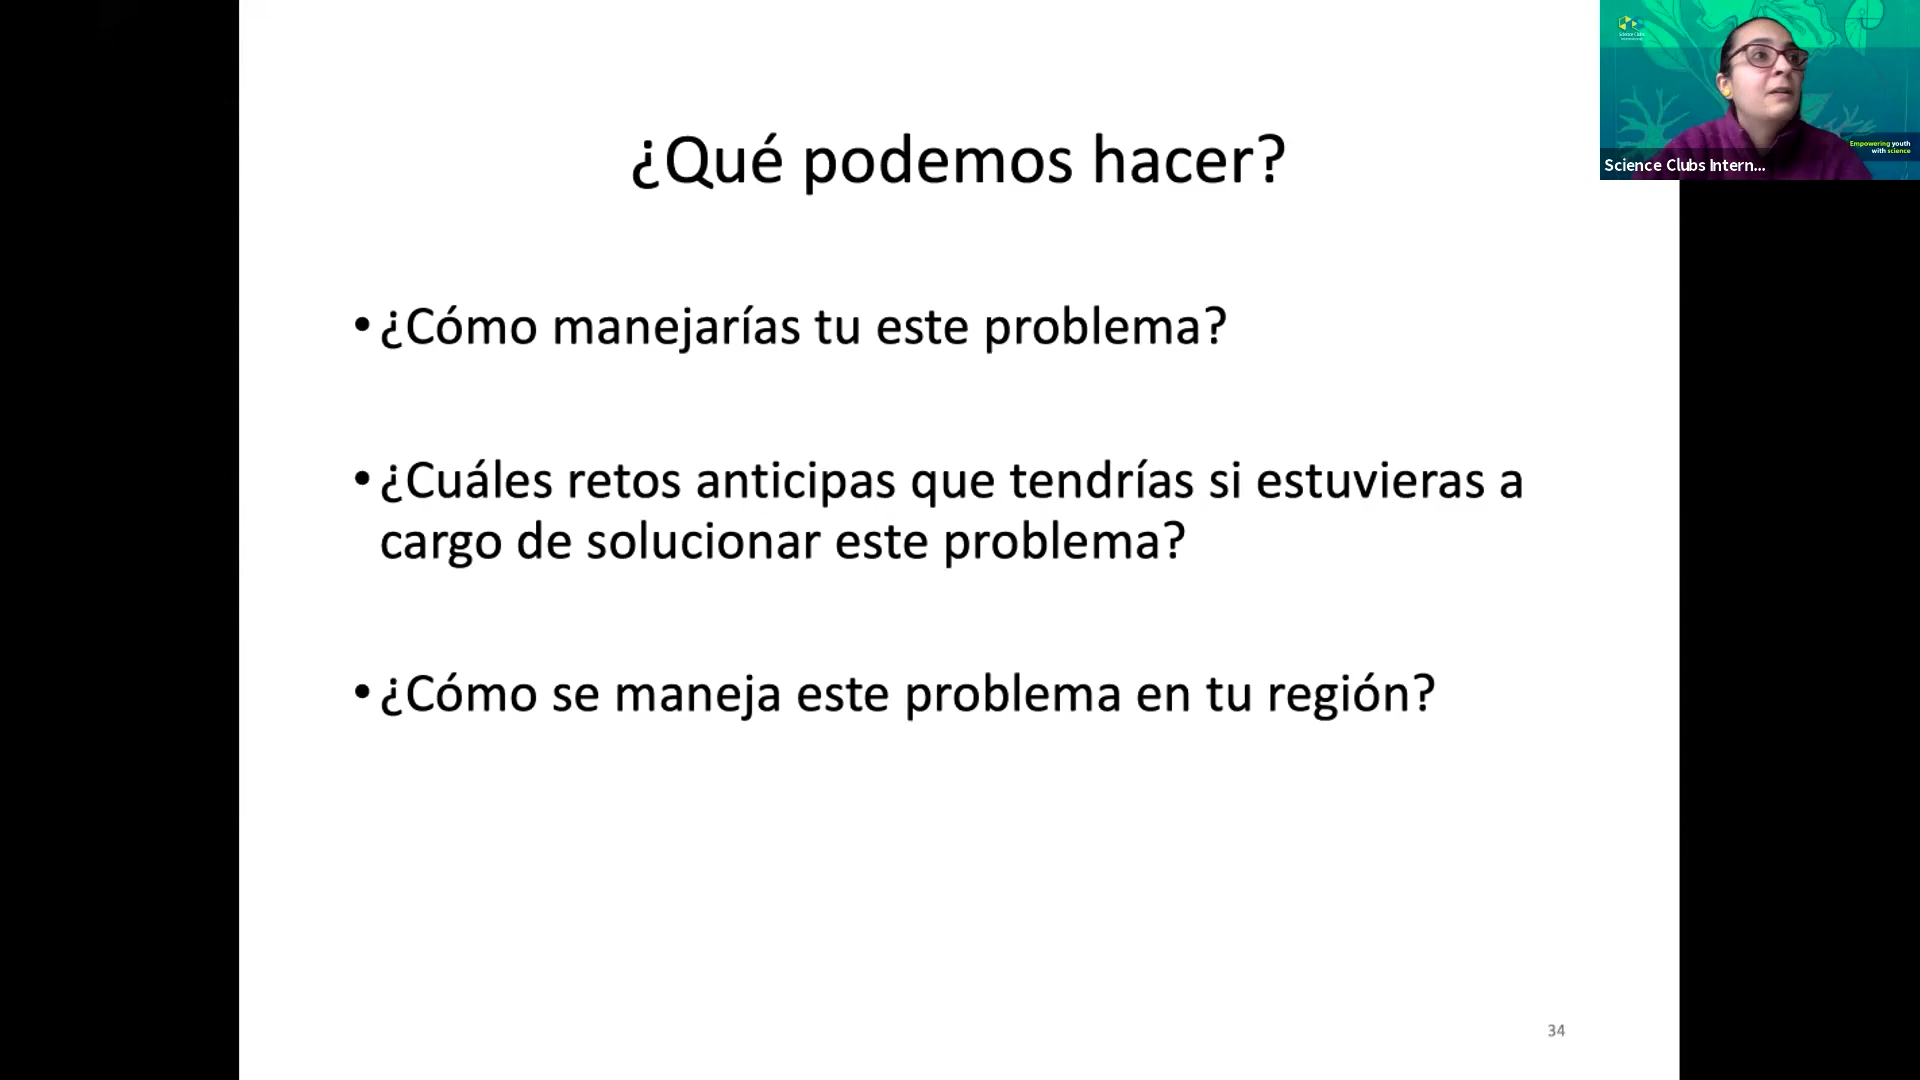 ¿Qué podemos hacer?
• ¿Cómo manejarías tu este problema?
• ¿Cuáles retos anticipas que tendrías si estuvieras a
cargo de solucionar este problema?
• ¿Cómo se maneja este problema en tu región?
34
Empowering youth
with science
Science Clubs Intern...